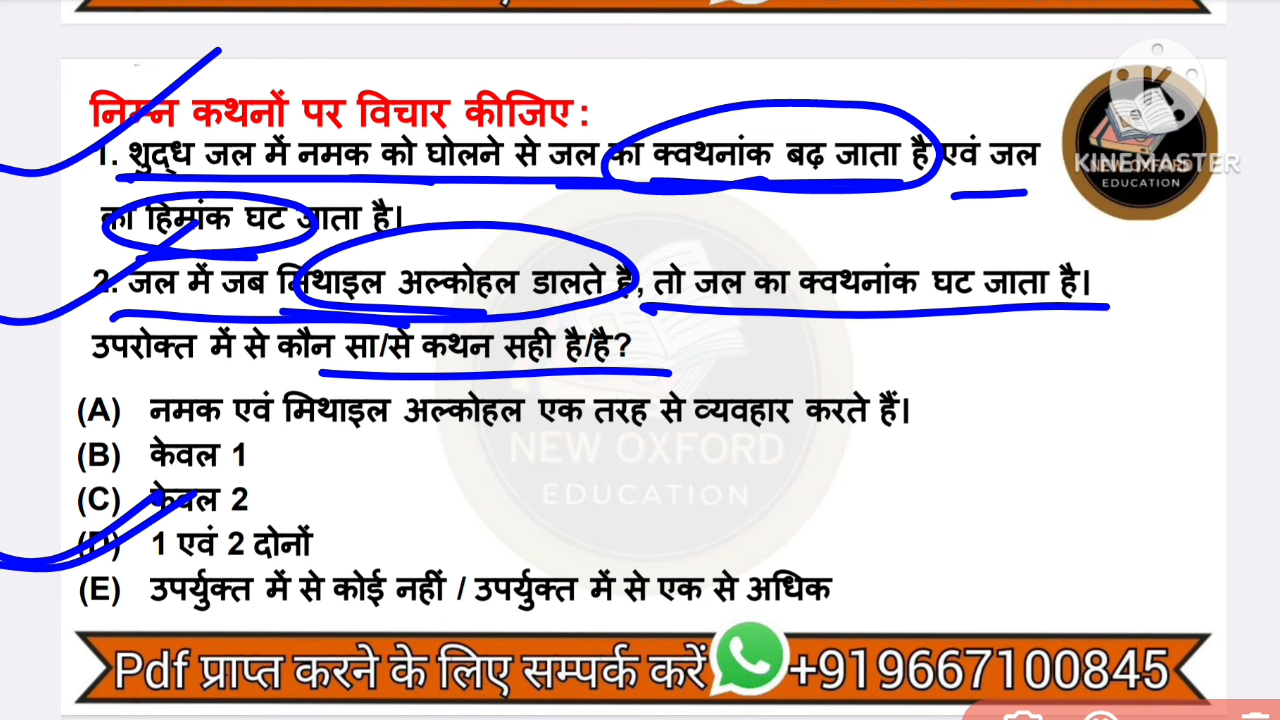 निम्न कथनों पर विचार कीजिए:
1. शुद्ध जल में नमक को घोलने से जल का क्वथनांक बढ़ जाता है एवं जल
का हिमांक घट जाता है।
2. जल में जब मिथाइल अल्कोहल डालते है, तो जल का क्वथनांक घट जाता है।
उपरोक्त में से कौन सा/से कथन सही है/है?
(A) नमक एवं मिथाइल अल्कोहल एक तरह से व्यवहार करते हैं।
(B) केवल 1
(C) केवल 2
(D) 1 एवं 2 दोनों
(E) उपर्युक्त में से कोई नहीं / उपर्युक्त में से एक से अधिक
NEW OXFORD
EDUCATION
KINEMASTER
NEW OXFORD
EDUCATION
Pdf प्राप्त करने के लिए सम्पर्क करें +919667100845